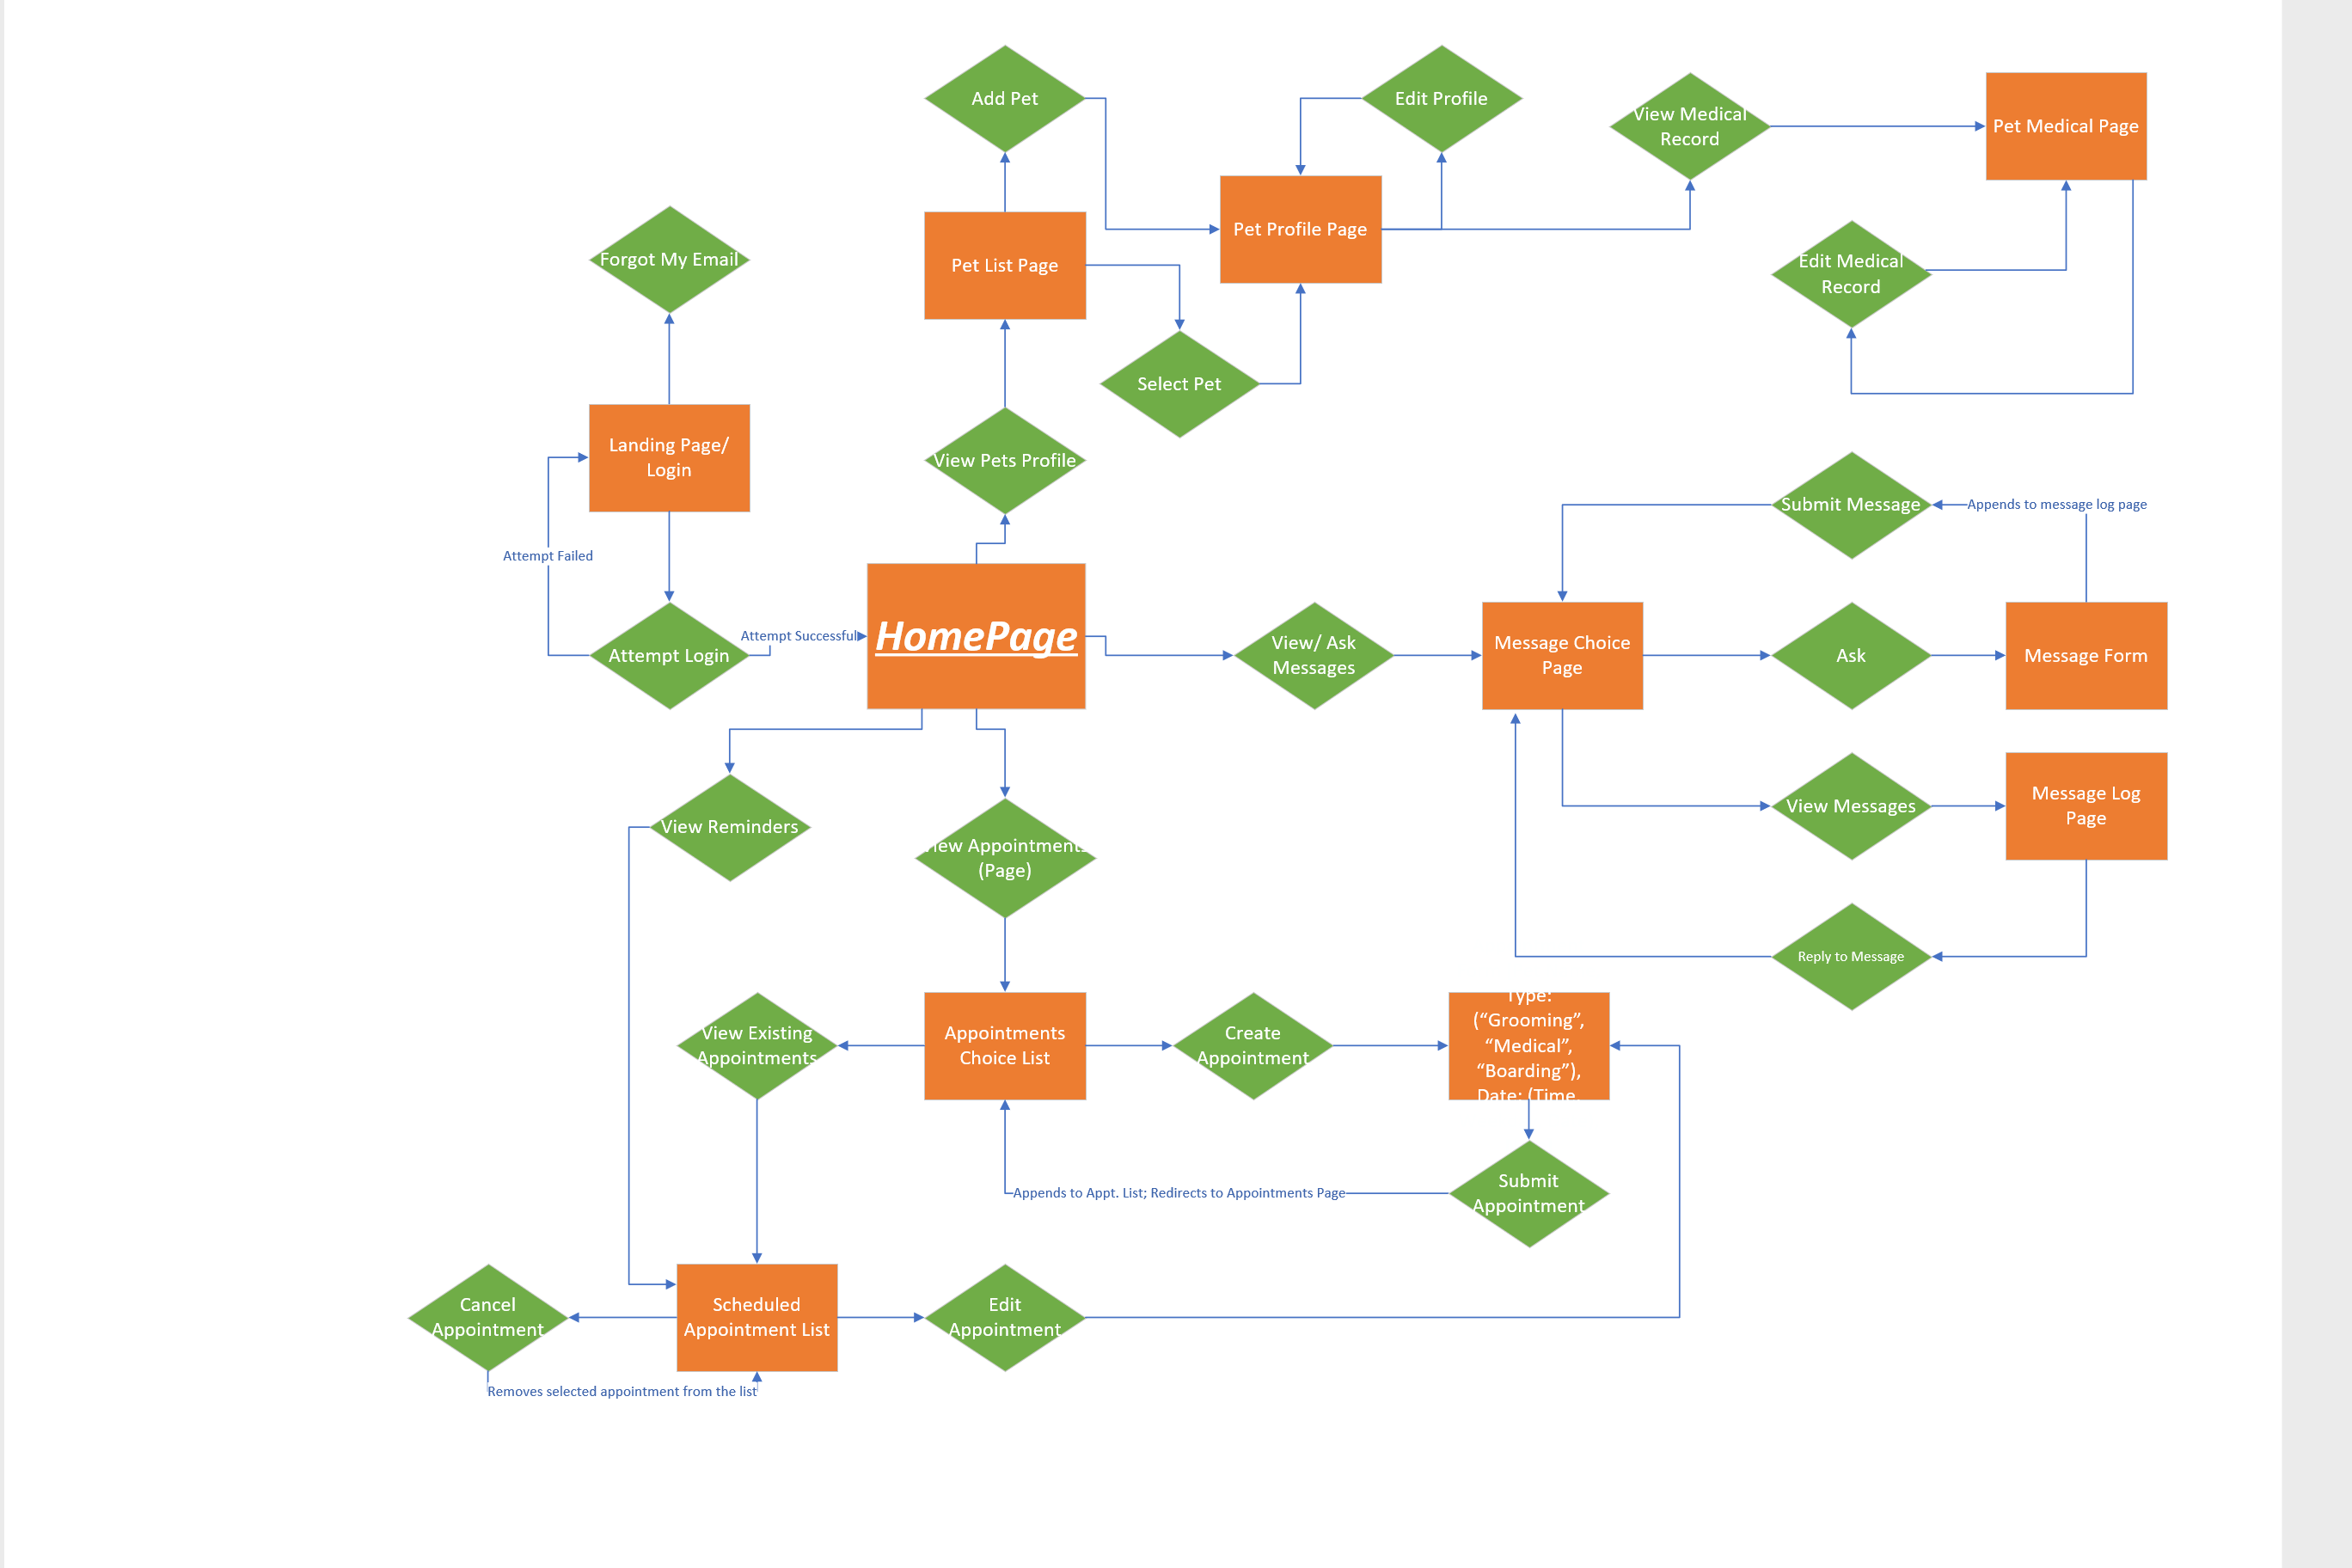 Add Pet
Edit Profile
View Medical
Record
Pet Medical Page
Forgot My Email
Pet List Page
Pet Profile Page
Edit Medical
Record
Select Pet
Landing Page/
Login
View Pets Profile
Submit Message
Appends to message log page
Attempt Failed
Attempt Login
Attempt Successful
HomePage
View/ Ask
Messages
Message Choice
Page
Ask
Message Form
View Reminders
View Appointments
(Page)
View Messages
Message Log
Page
Reply to Message
View Existing
Appointments
Appointments
Choice List
Create
Appointment
Type:
(“Grooming”,
“Medical”,
“Boarding”),
Date: (Time,
Appends to Appt. List; Redirects to Appointments Page
Submit
Appointment
Cancel
Appointment
Scheduled
Appointment List
Edit
Appointment
Removes selected appointment from the list